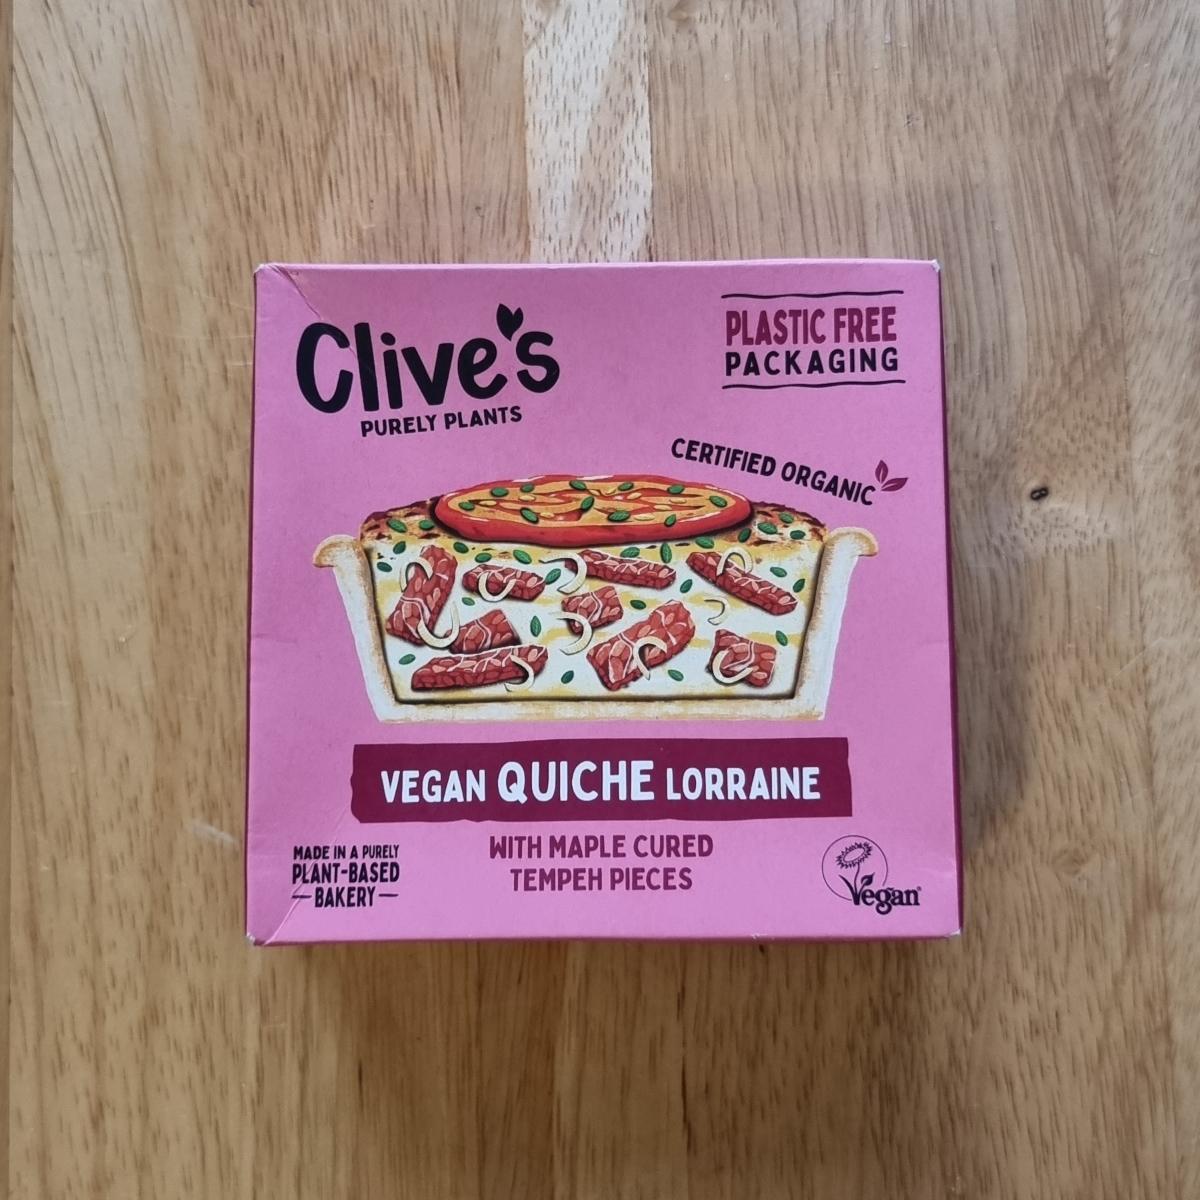 Clive's
PURELY PLANTS
PLASTIC FREE
PACKAGING
CERTIFIED ORGANIC
VEGAN QUICHE LORRAINE
WITH MAPLE CURED
TEMPEH PIECES
MADE IN A PURELY
PLANT-BASED
BAKERY
Vegan